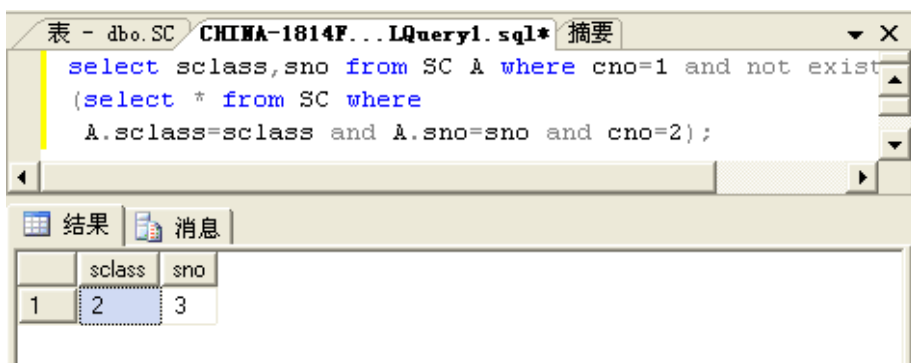 表 - dbo.SC CHINA-1814F...LQuery1.sql* 摘要
select sclass,sno from SC A where cno=1 and not exist
(select * from SC where
A.sclass=sclass and A.sno=sno and cno=2);
结果 消息
sclass sno
1 2 3